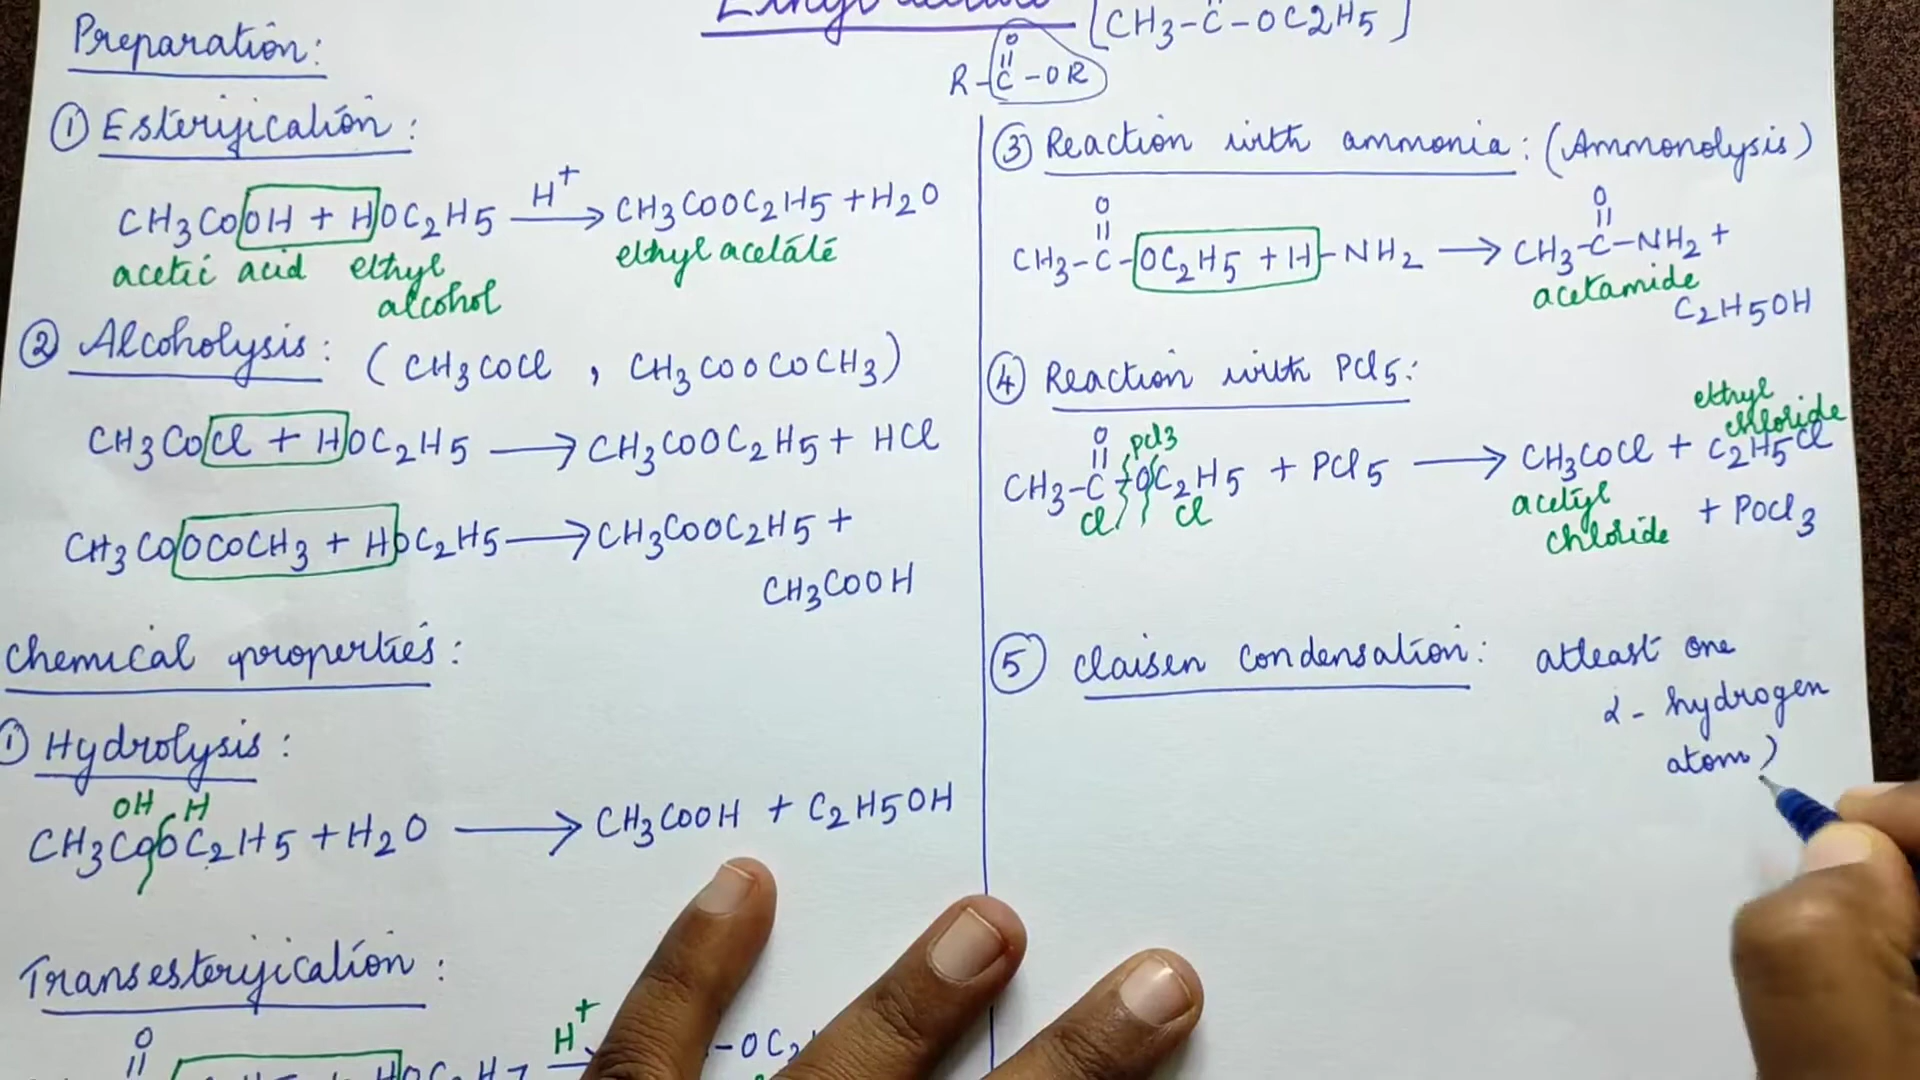 Ethyl acetate [CH3-C-OC2H5]
O
||
R-C-OR
Preparation:
① Esterification:
H+
CH3COOH + HOC2H5 → CH3COOC2H5 + H2O
acetic acid ethyl alcohol ethyl acetate
② Alcoholysis: (CH3COCl , CH3COOCOCH3)
CH3COCl + HOC2H5 → CH3COOC2H5 + HCl
CH3COOCOCH3 + HOC2H5 → CH3COOC2H5 +
CH3COOH
Chemical properties:
① Hydrolysis:
OH H
CH3COOC2H5 + H2O → CH3COOH + C2H5OH
Transesterification:
O
||
H+
③ Reaction with ammonia: (Ammonolysis)
O O
|| ||
CH3-C-OC2H5 + H-NH2 → CH3-C-NH2 +
acetamide
C2H5OH
④ Reaction with PCl5:
ethyl
chloride
O PCl3
||
CH3-C-OC2H5 + PCl5 → CH3COCl + C2H5Cl
Cl Cl acetyl
chloride + POCl3
⑤ Claisen Condensation: atleast one
α - hydrogen
atom)